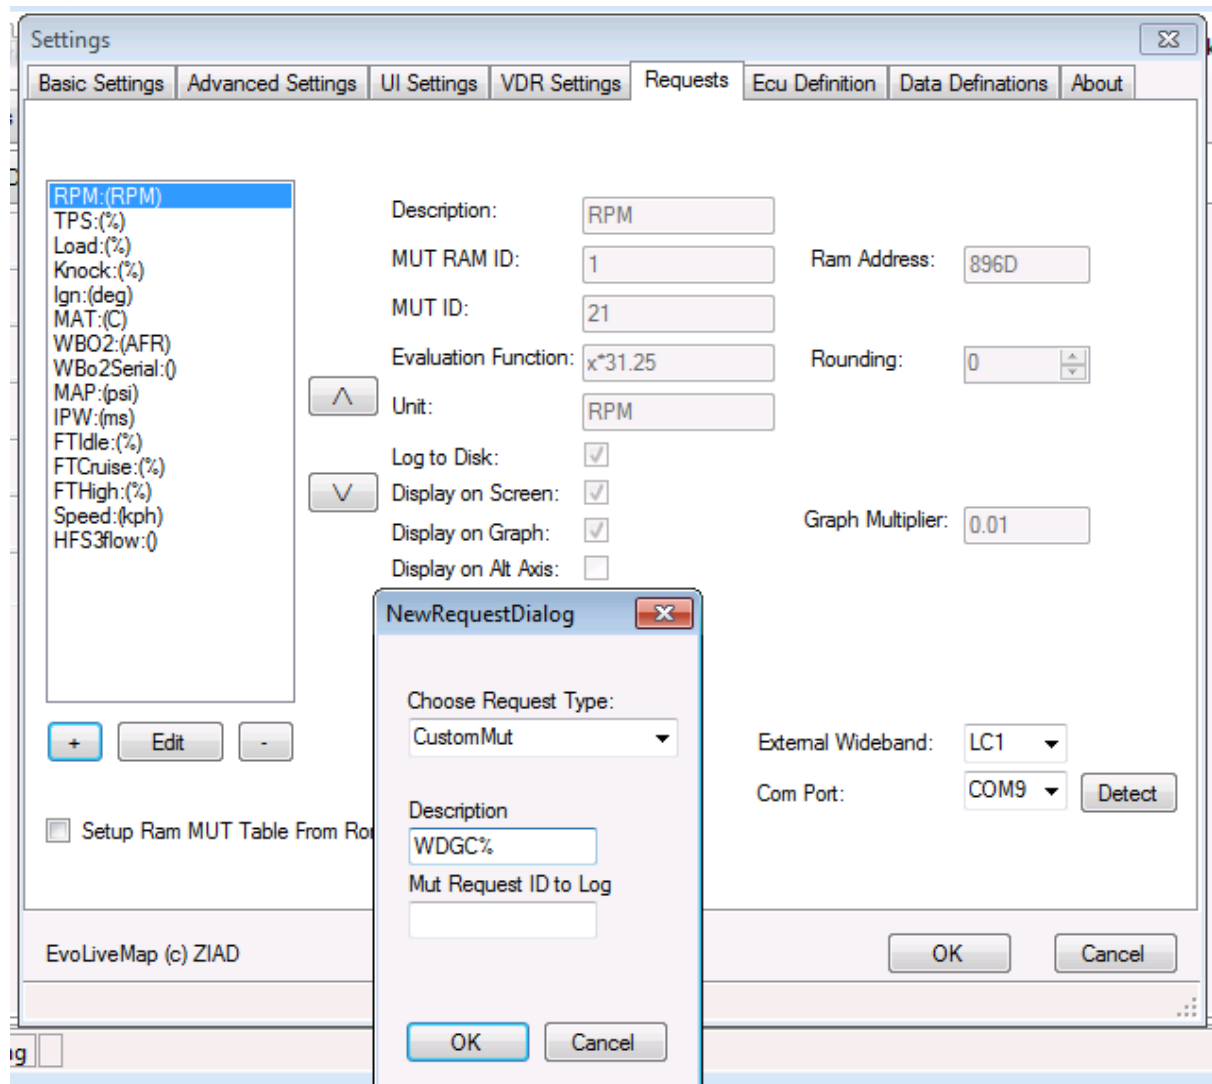 Settings
Basic Settings
Advanced Settings
UI Settings
VDR Settings
Requests
Ecu Definition
Data Definations
About
RPM:(RPM)
TPS:(%)
Load:(%)
Knock:(%)
Ign:(deg)
MAT:(C)
WBO2:(AFR)
WBo2Serial:()
MAP:(psi)
IPW:(ms)
FTIdle:(%)
FTCruise:(%)
FTHigh:(%)
Speed:(kph)
HFS3flow:()
Description: RPM
MUT RAM ID: 1
Ram Address: 896D
MUT ID: 21
Evaluation Function: x*31.25
Rounding: 0
Unit: RPM
Log to Disk:
Display on Screen:
Display on Graph:
Graph Multiplier: 0.01
Display on Alt Axis:
+ Edit -
Setup Ram MUT Table From Ro
NewRequestDialog
Choose Request Type:
CustomMut
Description
WDGC%
Mut Request ID to Log
OK Cancel
External Wideband: LC1
Com Port: COM9 Detect
EvoLiveMap (c) ZIAD
OK Cancel